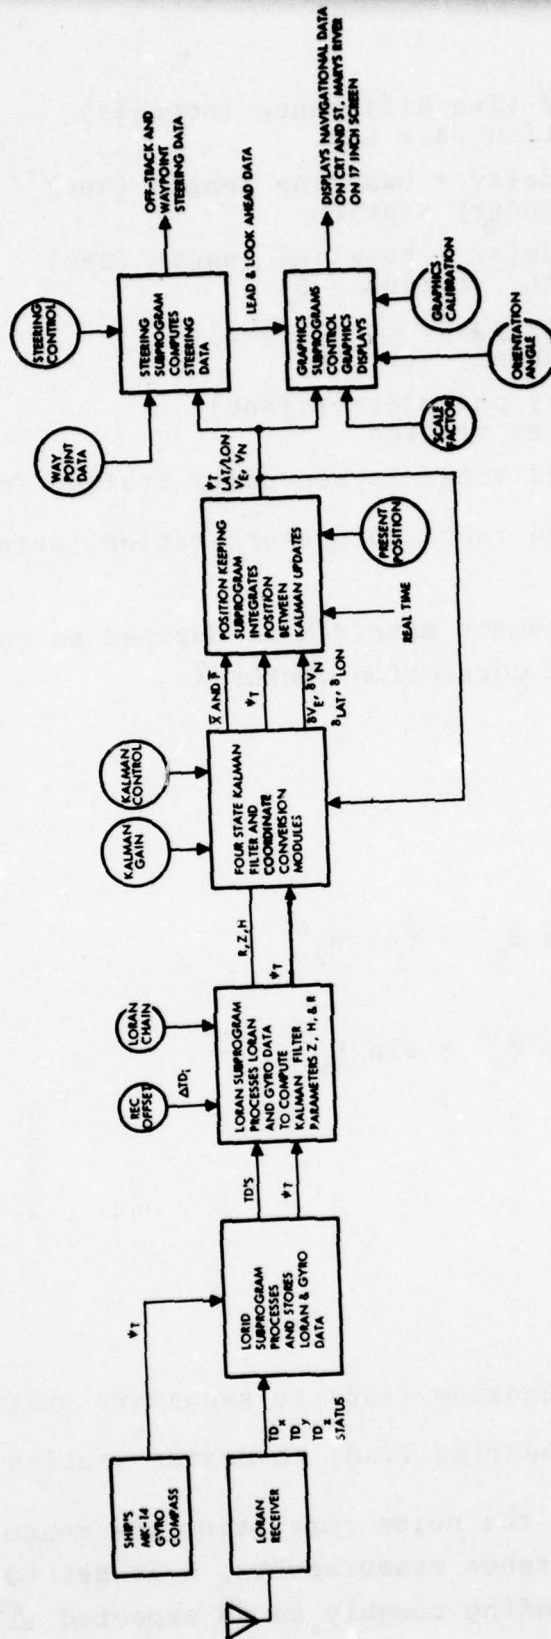 SHIP'S
MK-14
GYRO
COMPASS
LORAN
RECEIVER
ψT
TDx
TDy
TDz
STATUS
LORID
SUBPROGRAM
PROCESSES
AND STORES
LORAN & GYRO
DATA
TD'S
ψT
REC
OFFSET
ΔTDi
LORAN
CHAIN
LORAN SUBPROGRAM
PROCESSES LORAN
AND GYRO DATA
TO COMPUTE
KALMAN FILTER
PARAMETERS Z, H, & R
R, Z, H
ψT
KALMAN
GAIN
KALMAN
CONTROL
FOUR STATE KALMAN
FILTER AND
COORDINATE
CONVERSION
MODULES
X AND Y
ψT
δVE, δVN
δLAT, δLON
POSITION KEEPING
SUBPROGRAM
INTEGRATES
POSITION
BETWEEN
KALMAN UPDATES
REAL TIME
PRESENT
POSITION
ψT
LAT/LON
VE, VN
WAY
POINT
DATA
STEERING
CONTROL
STEERING
SUBPROGRAM
COMPUTES
STEERING
DATA
OFF-TRACK AND
WAYPOINT
STEERING DATA
LEAD & LOOK AHEAD DATA
GRAPHICS
SUBPROGRAMS
CONTROL
GRAPHICS
DISPLAYS
SCALE
FACTOR
ORIENTATION
ANGLE
GRAPHICS
CALIBRATION
DISPLAYS NAVIGATIONAL DATA
ON CRT AND ST. MARYS RIVER
ON 17 INCH SCREEN